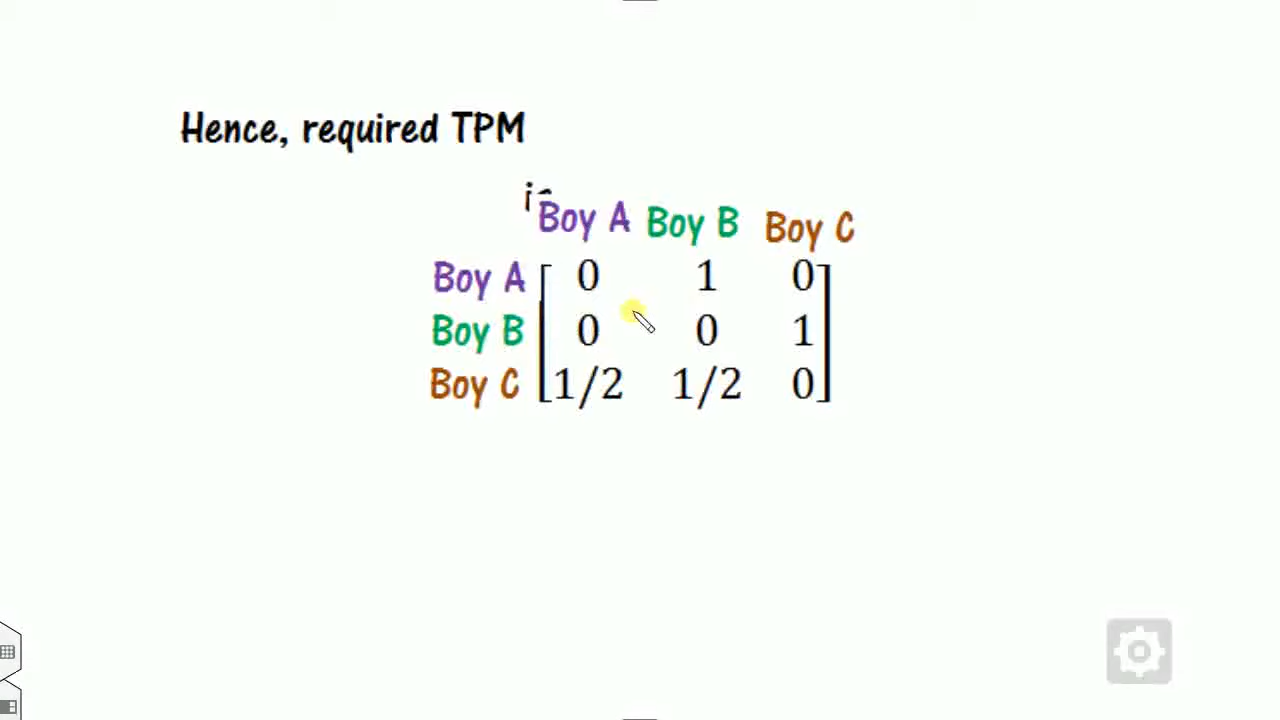 Hence, required TPM
is
Boy A Boy B Boy C
Boy A 0 1 0
Boy B 0 0 1
Boy C 1/2 1/2 0